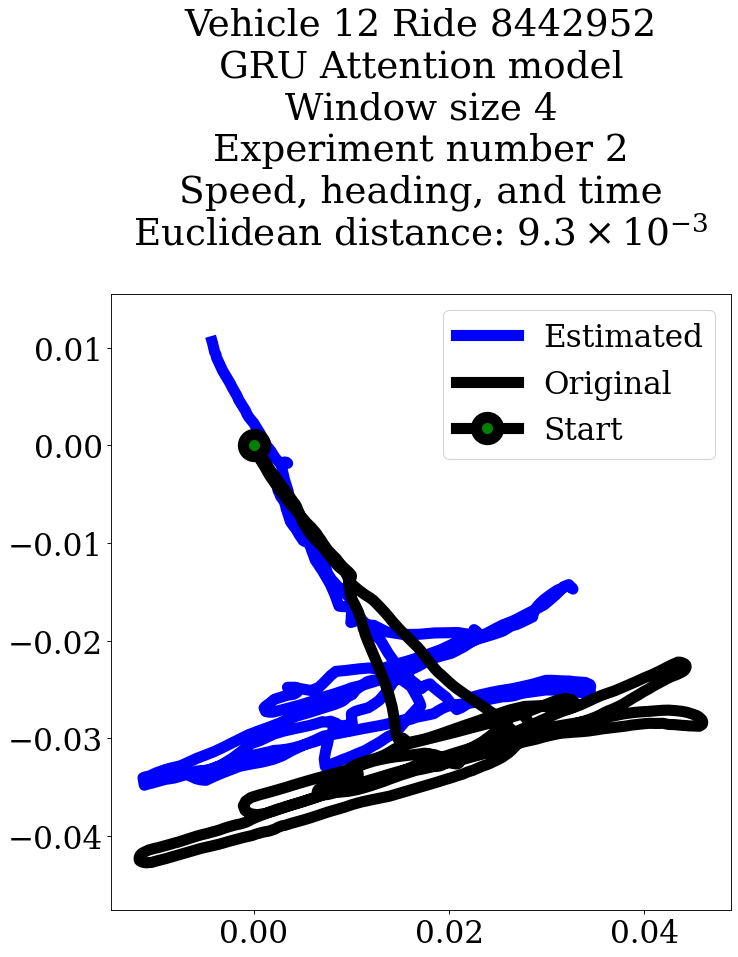 Vehicle 12 Ride 8442952
GRU Attention model
Window size 4
Experiment number 2
Speed, heading, and time
Euclidean distance: 9.3 × 10⁻³
Estimated
Original
Start
0.01
0.00
−0.01
−0.02
−0.03
−0.04
0.00 0.02 0.04